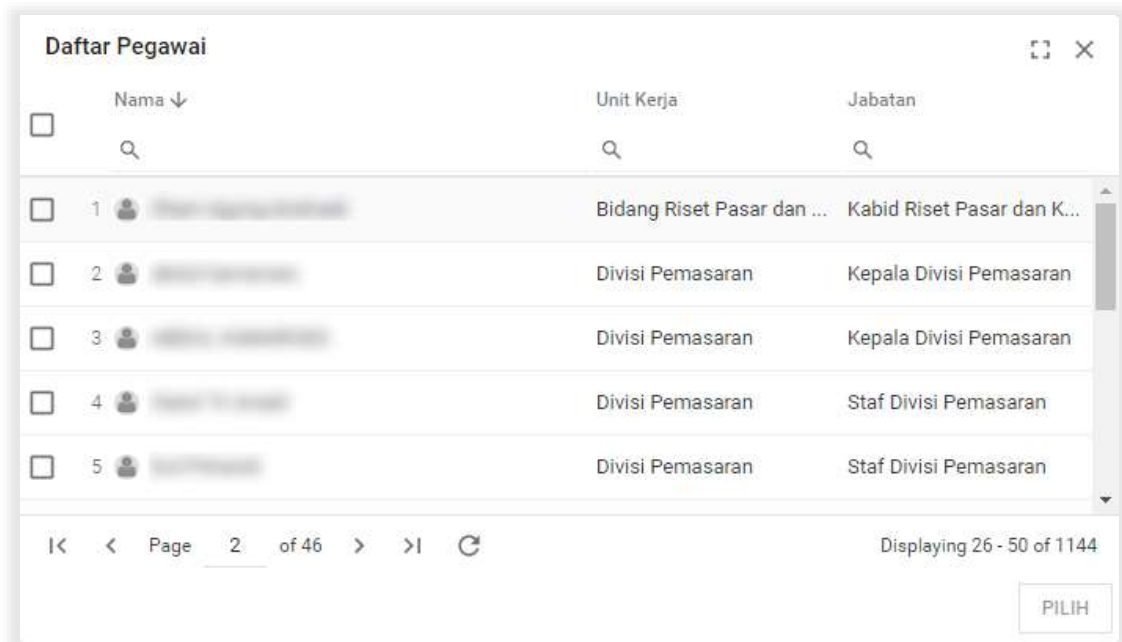 Daftar Pegawai
Nama Unit Kerja Jabatan
1 Bidang Riset Pasar dan ... Kabid Riset Pasar dan K...
2 Divisi Pemasaran Kepala Divisi Pemasaran
3 Divisi Pemasaran Kepala Divisi Pemasaran
4 Divisi Pemasaran Staf Divisi Pemasaran
5 Divisi Pemasaran Staf Divisi Pemasaran
Page 2 of 46 Displaying 26 - 50 of 1144
PILIH